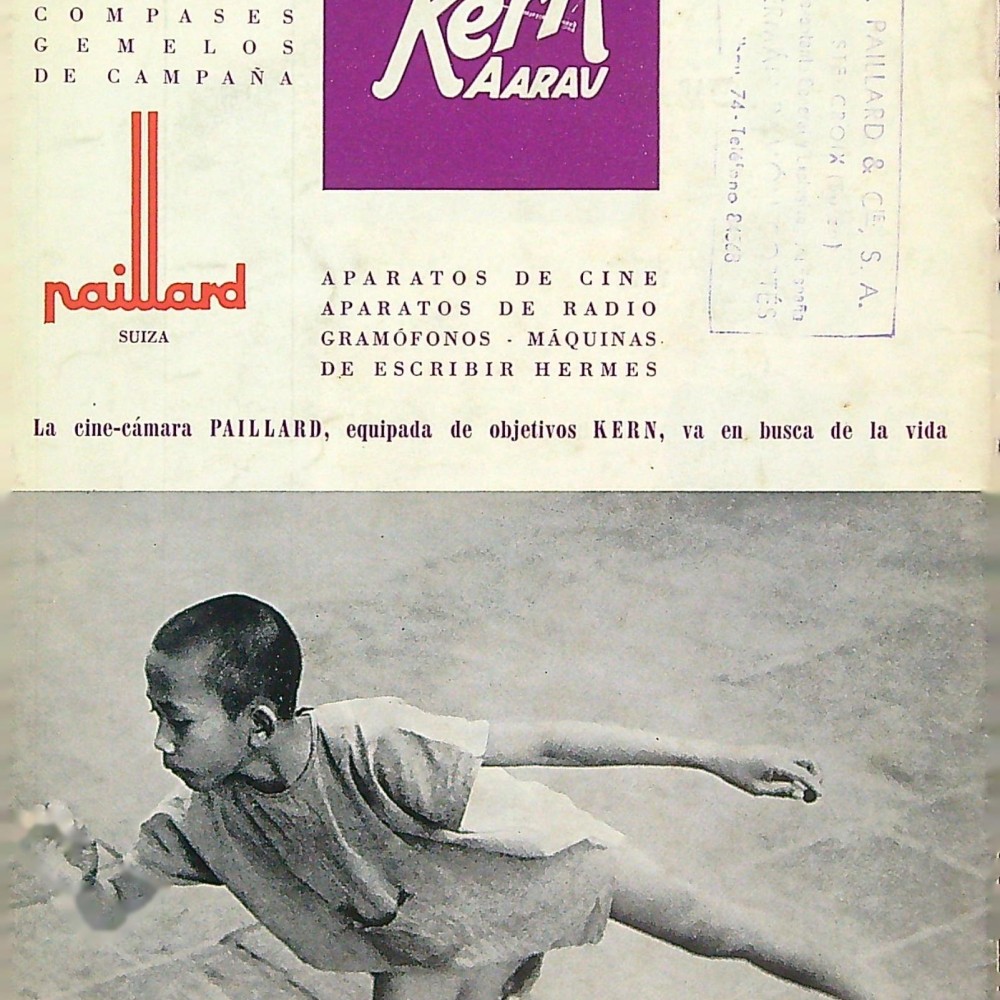 COMPASES
GEMELOS
DE CAMPAÑA
Kern
AARAU
paillard
SUIZA
APARATOS DE CINE
APARATOS DE RADIO
GRAMÓFONOS - MÁQUINAS
DE ESCRIBIR HERMES
La cine-cámara PAILLARD, equipada de objetivos KERN, va en busca de la vida
PAILLARD & CIE, S. A.
STE CROIX
74 - Teléfono